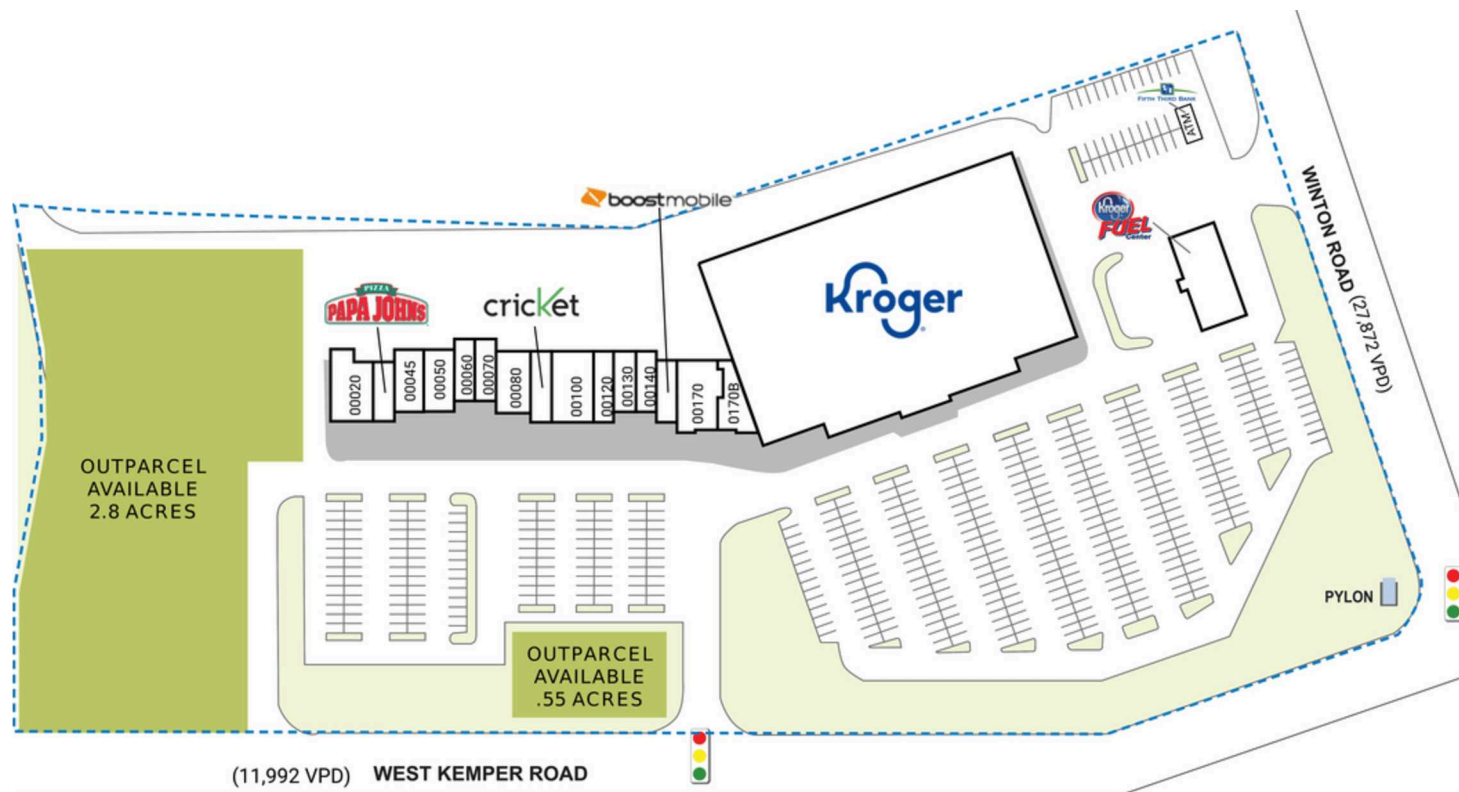 FIFTH THIRD BANK
ATM
WINTON ROAD (27,872 VPD)
boostmobile
Kroger
FUEL
Center
PIZZA
PAPA JOHNS
cricket
Kroger
00020
00045
00050
00060
00070
00080
00100
00120
00130
00140
00170
0170B
OUTPARCEL
AVAILABLE
2.8 ACRES
OUTPARCEL
AVAILABLE
.55 ACRES
PYLON
(11,992 VPD) WEST KEMPER ROAD